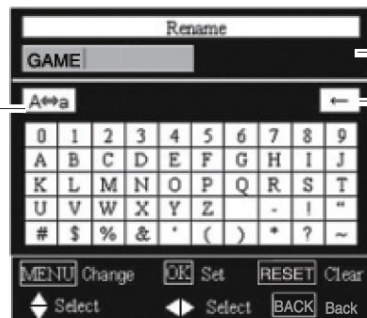 Rename
GAME
A⇔a ←
0 1 2 3 4 5 6 7 8 9
A B C D E F G H I J
K L M N O P Q R S T
U V W X Y Z - ! "
# $ % & ' ( ) * ? ~
MENU Change OK Set RESET Clear
Select Select BACK Back